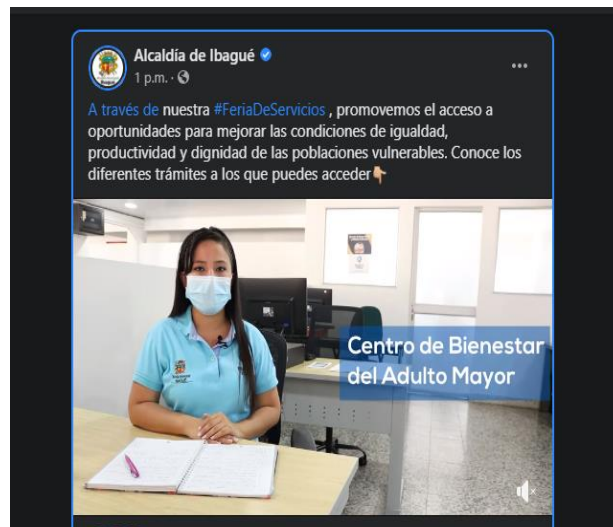 Alcaldía de Ibagué
1 p.m.
A través de nuestra #FeriaDeServicios , promovemos el acceso a
oportunidades para mejorar las condiciones de igualdad,
productividad y dignidad de las poblaciones vulnerables. Conoce los
diferentes trámites a los que puedes acceder👇🏼
Centro de Bienestar
del Adulto Mayor